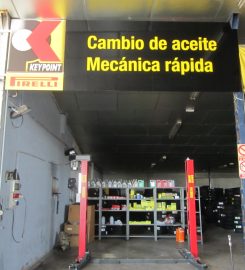 Cambio de aceite
Mecánica rápida
KEYPOINT
PIRELLI